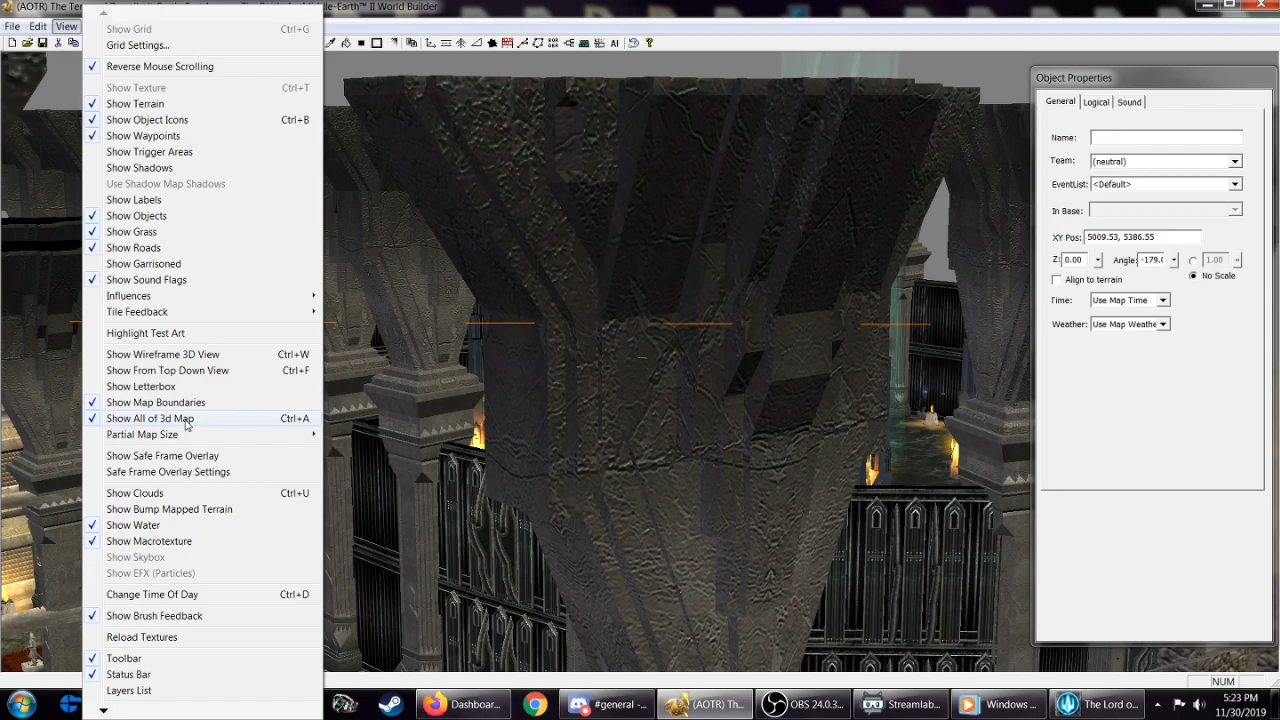 (AOTR) The Ter
II World Builder
File Edit View
Show Grid Ctrl+G
Grid Settings...
Reverse Mouse Scrolling
Show Texture Ctrl+T
Show Terrain
Show Object Icons Ctrl+B
Show Waypoints
Show Trigger Areas
Show Shadows
Use Shadow Map Shadows
Show Labels
Show Objects
Show Grass
Show Roads
Show Garrisoned
Show Sound Flags
Influences
Tile Feedback
Highlight Test Art
Show Wireframe 3D View Ctrl+W
Show From Top Down View Ctrl+F
Show Letterbox
Show Map Boundaries
Show All of 3d Map Ctrl+A
Partial Map Size
Show Safe Frame Overlay
Safe Frame Overlay Settings
Show Clouds Ctrl+U
Show Bump Mapped Terrain
Show Water
Show Macrotexture
Show Skybox
Show EFX (Particles)
Change Time Of Day Ctrl+D
Show Brush Feedback
Reload Textures
Toolbar
Status Bar
Layers List
AI
Object Properties
General Logical Sound
Name:
Team: (neutral)
EventList: <Default>
In Base:
XY Pos: 5009.53, 5386.55
Z: 0.00 Angle: -179.( 1.00
Align to terrain No Scale
Time: Use Map Time
Weather: Use Map Weathe
NUM
Dashboar... #general -... (AOTR) Th... OBS 24.0.3... Streamlab... Windows ... The Lord o...
5:23 PM
11/30/2019